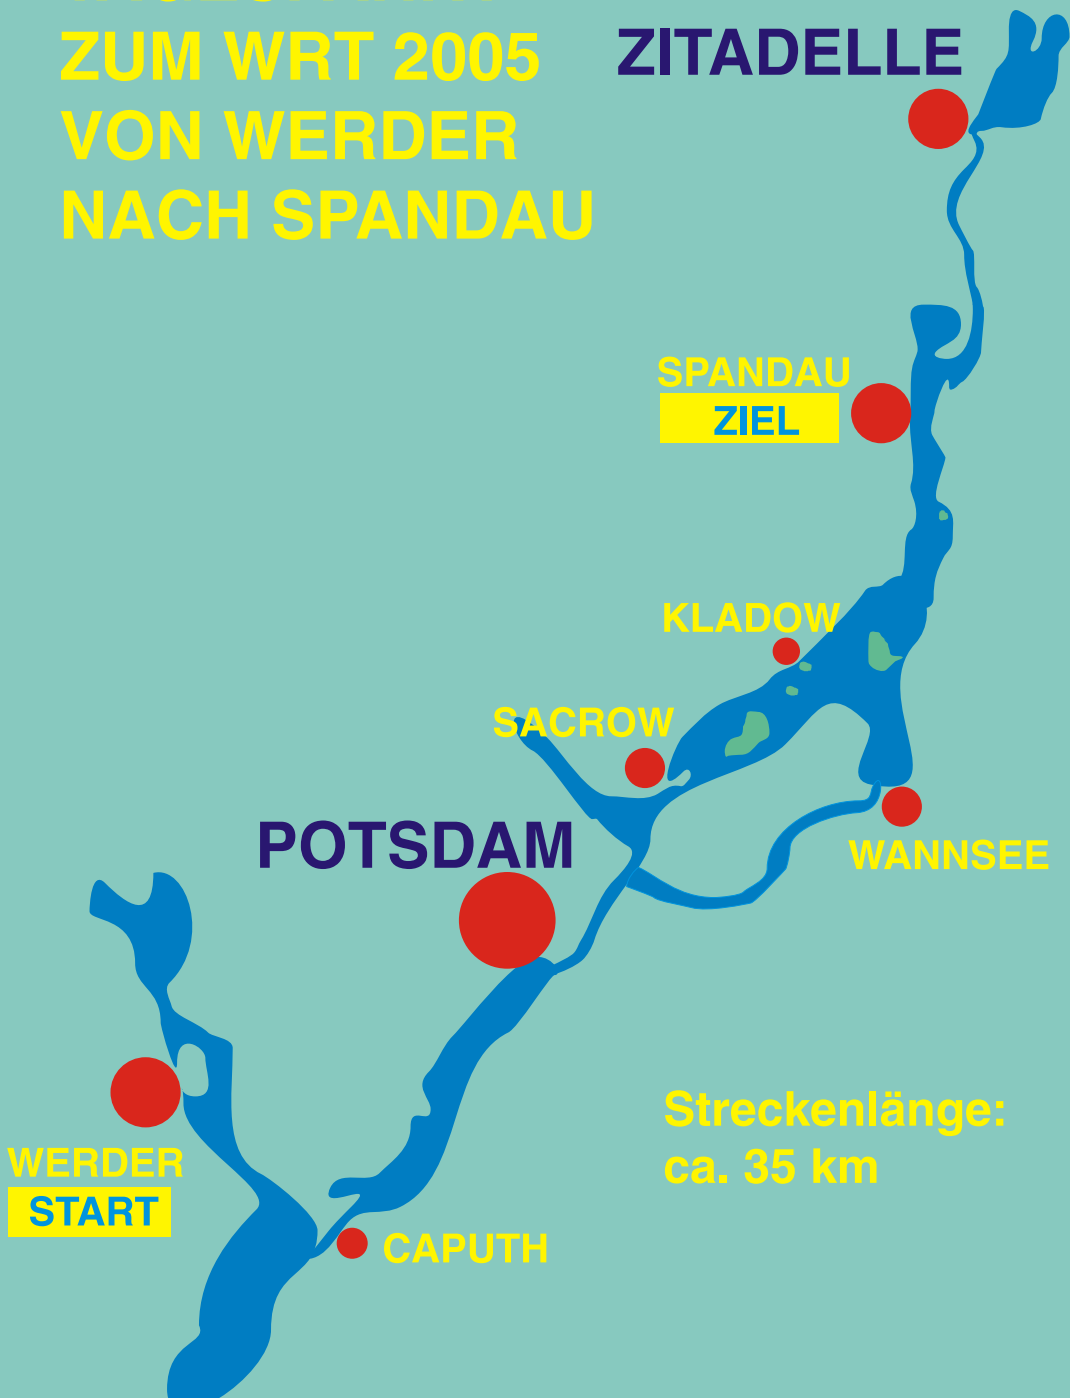 ZUM WRT 2005
VON WERDER
NACH SPANDAU
ZITADELLE
SPANDAU
ZIEL
KLADOW
SACROW
POTSDAM
WANNSEE
WERDER
START
CAPUTH
Streckenlänge:
ca. 35 km